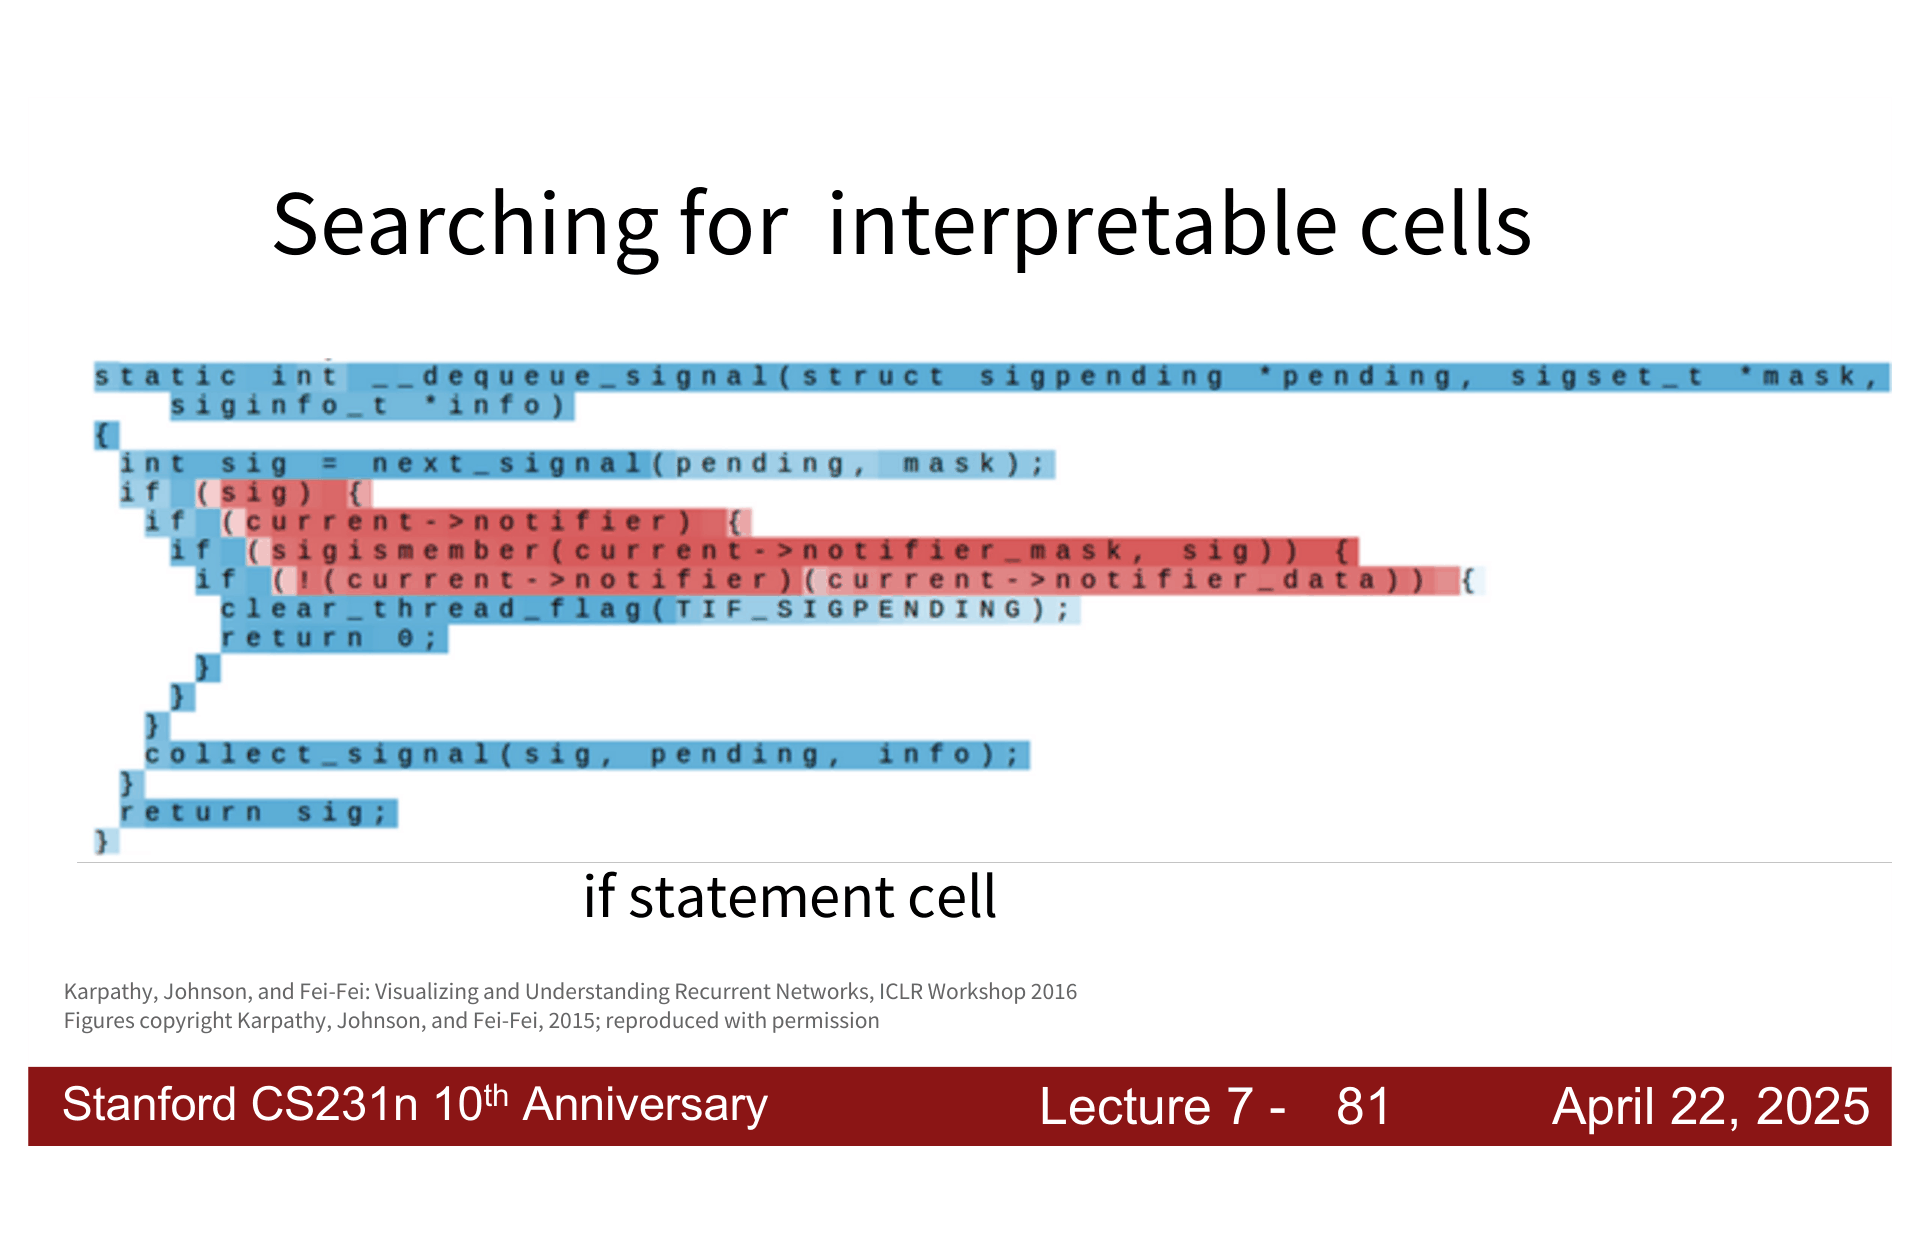 Searching for interpretable cells
static int __dequeue_signal(struct sigpending *pending, sigset_t *mask,
siginfo_t *info)
{
int sig = next_signal(pending, mask);
if (sig) {
if (current->notifier) {
if (sigismember(current->notifier_mask, sig)) {
if (!(current->notifier)(current->notifier_data)) {
clear_thread_flag(TIF_SIGPENDING);
return 0;
}
}
}
collect_signal(sig, pending, info);
}
return sig;
}
if statement cell
Karpathy, Johnson, and Fei-Fei: Visualizing and Understanding Recurrent Networks, ICLR Workshop 2016
Figures copyright Karpathy, Johnson, and Fei-Fei, 2015; reproduced with permission
Stanford CS231n 10th Anniversary Lecture 7 - 81 April 22, 2025